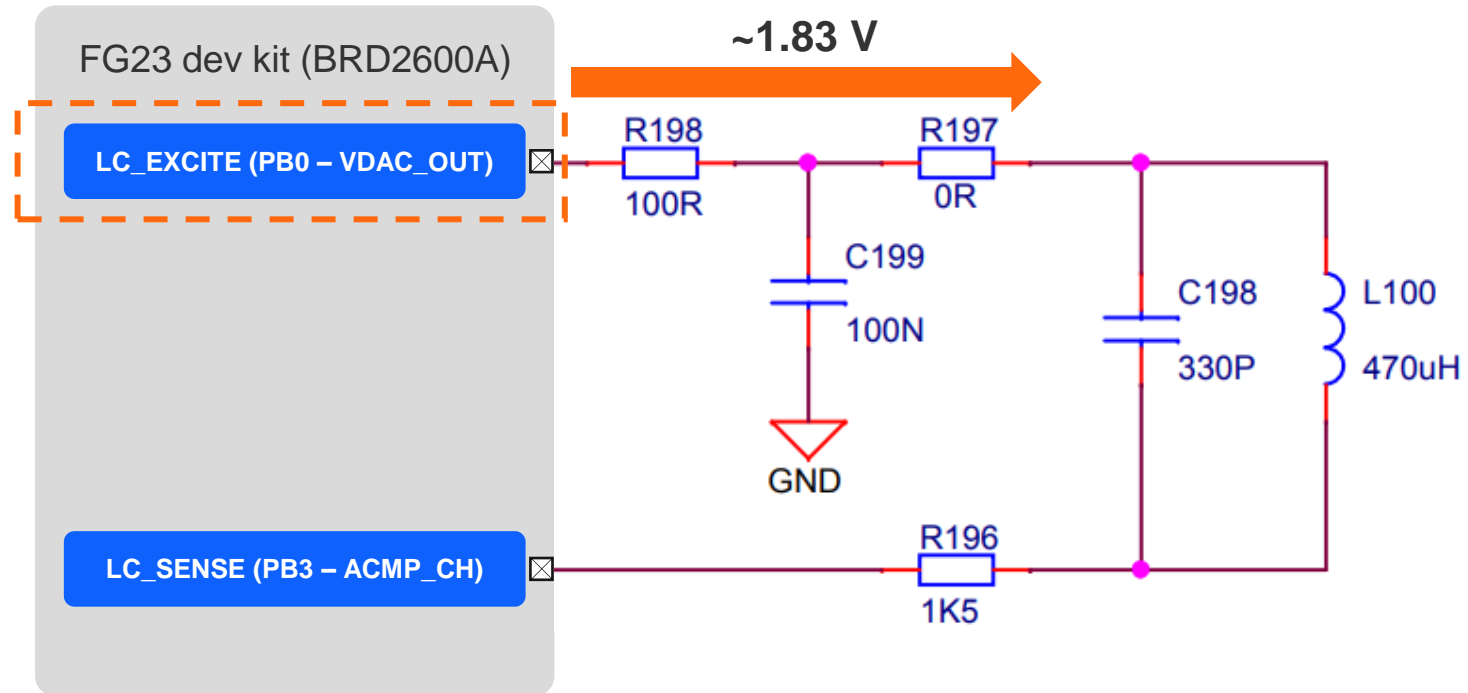 ~1.83 V
FG23 dev kit (BRD2600A)
LC_EXCITE (PB0 – VDAC_OUT)
R198
100R
R197
0R
C199
100N
C198
330P
L100
470uH
GND
LC_SENSE (PB3 – ACMP_CH)
R196
1K5